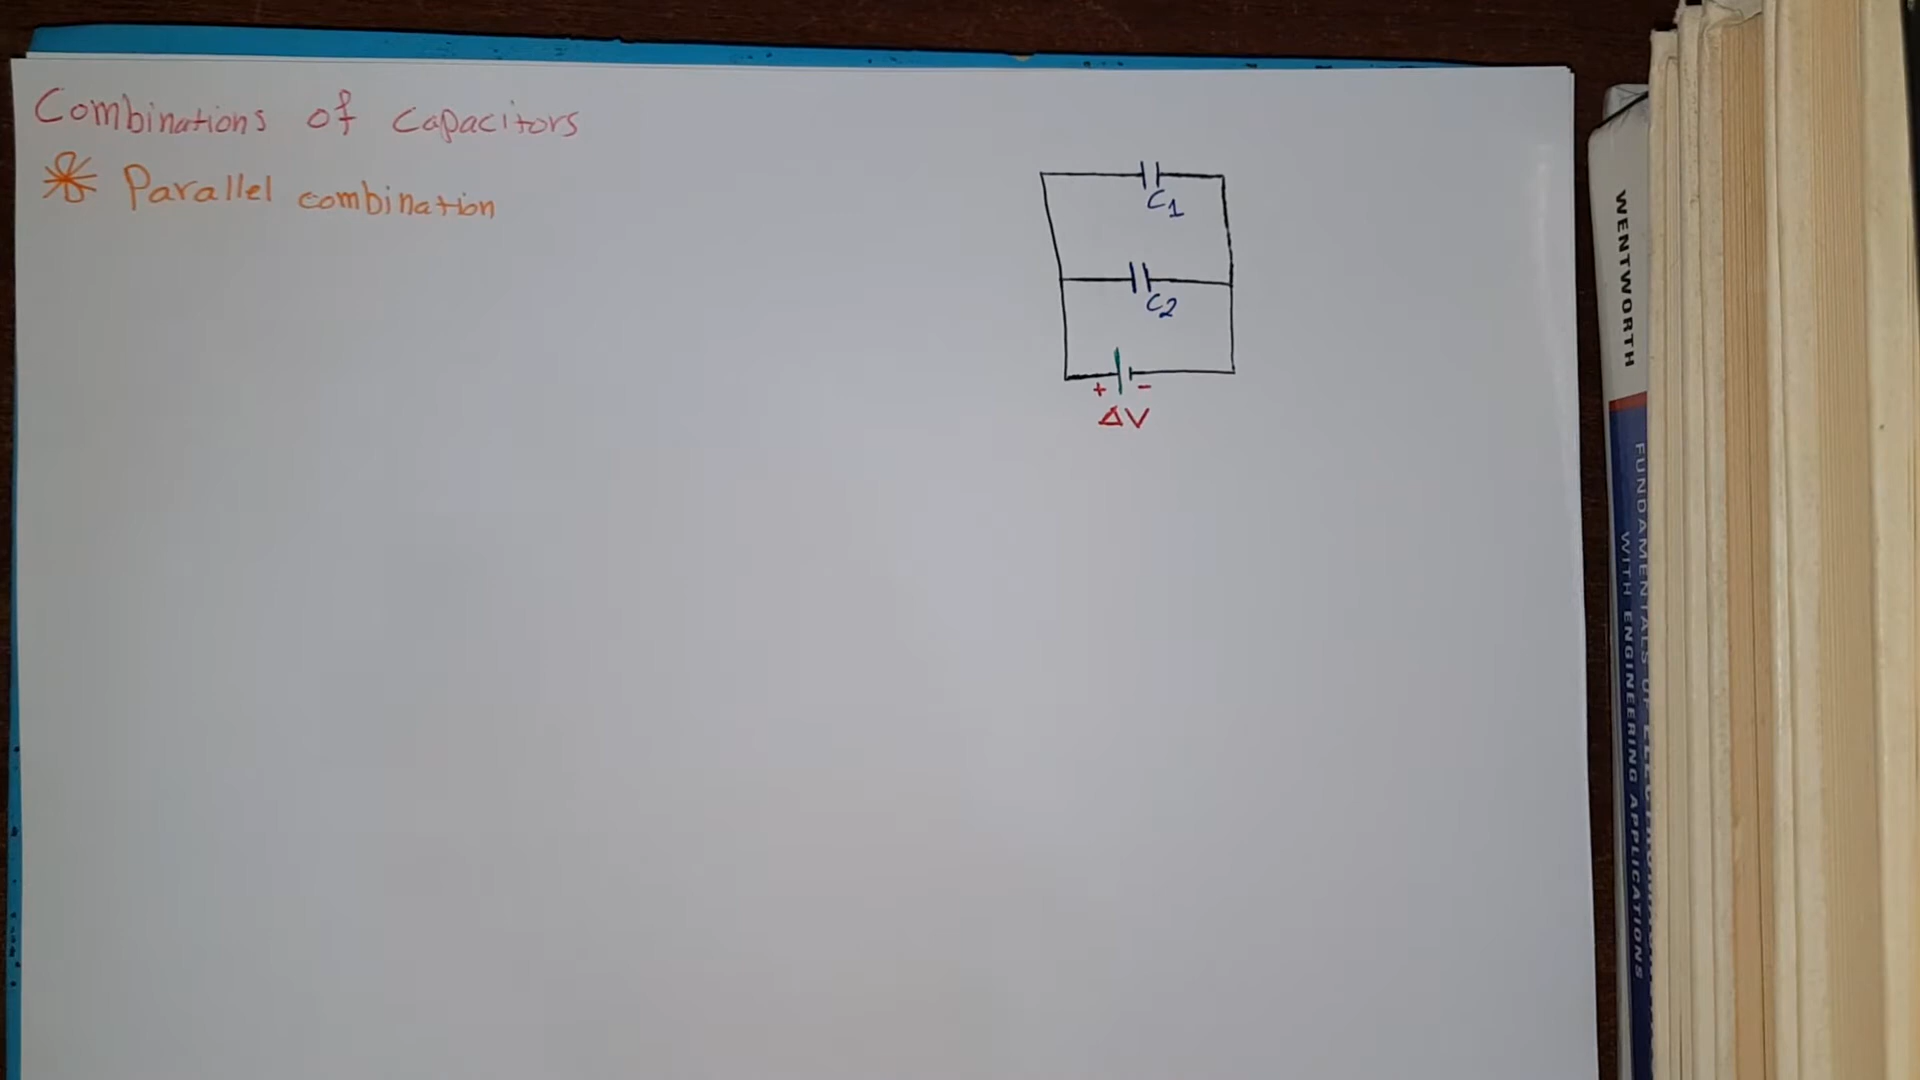 Combinations of capacitors
* Parallel combination
C1
C2
+ -
ΔV
WENTWORTH
FUNDAMENTALS OF
WITH ENGINEERING APPLICATIONS